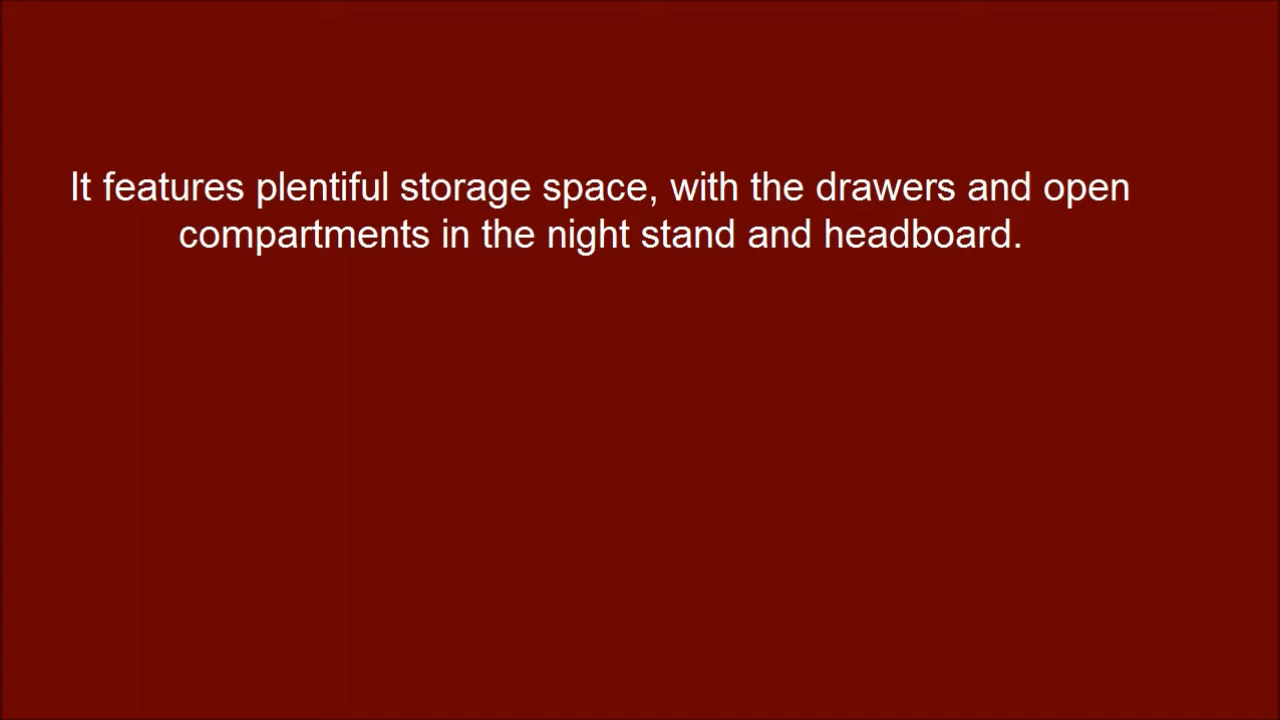 It features plentiful storage space, with the drawers and open
compartments in the night stand and headboard.